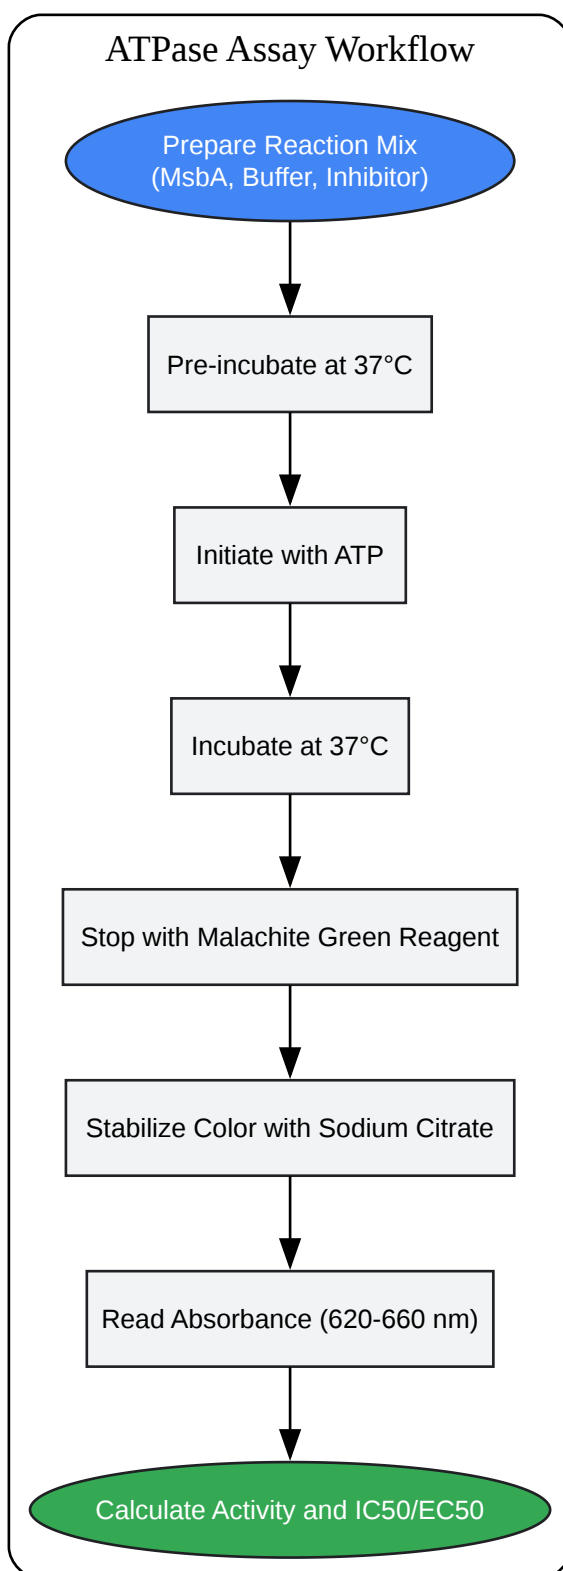 ATPase Assay Workflow
Prepare Reaction Mix
(MsbA, Buffer, Inhibitor)
Pre-incubate at 37°C
Initiate with ATP
Incubate at 37°C
Stop with Malachite Green Reagent
Stabilize Color with Sodium Citrate
Read Absorbance (620-660 nm)
Calculate Activity and IC50/EC50